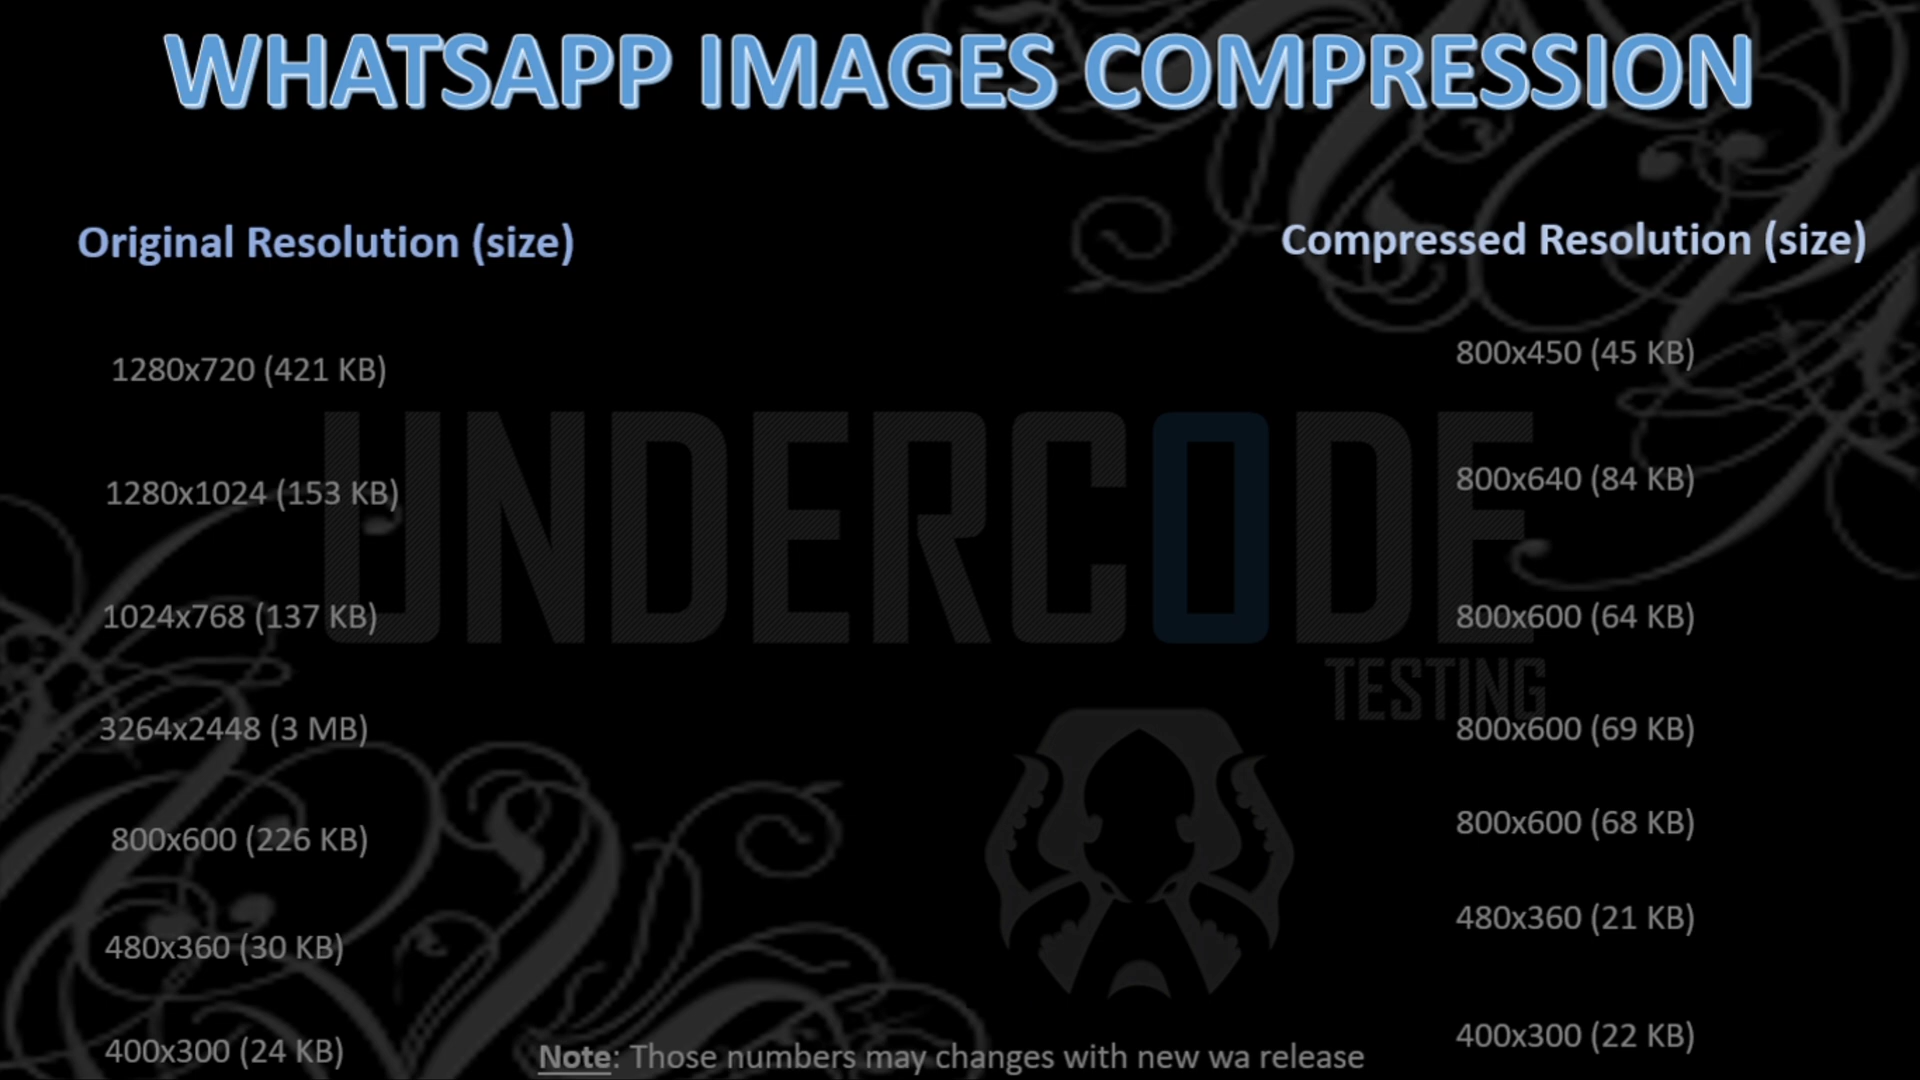 WHATSAPP IMAGES COMPRESSION
Original Resolution (size)
Compressed Resolution (size)
1280x720 (421 KB)
800x450 (45 KB)
1280x1024 (153 KB)
800x640 (84 KB)
UNDERCODE
1024x768 (137 KB)
800x600 (64 KB)
TESTING
3264x2448 (3 MB)
800x600 (69 KB)
800x600 (226 KB)
800x600 (68 KB)
480x360 (30 KB)
480x360 (21 KB)
400x300 (24 KB)
400x300 (22 KB)
Note: Those numbers may changes with new wa release